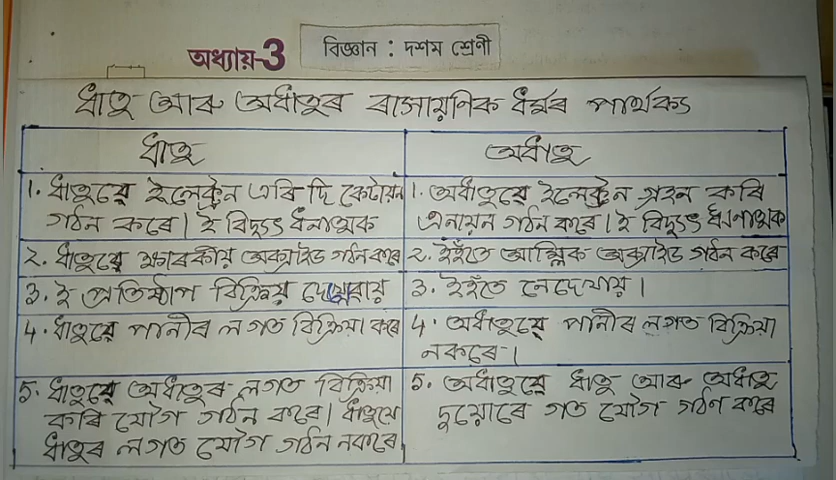 অধ্যায়-3
বিজ্ঞান : দশম শ্ৰেণী
ধাতু আৰু অধাতুৰ ৰাসায়ণিক ধৰ্মৰ পাৰ্থক্য
ধাতু
অধাতু
1. ধাতুৱে ইলেক্ট্ৰন এৰি দি কেটায়ন
গঠন কৰে। ই বিদ্যুৎ ধনাত্মক
1. অধাতুৱে ইলেক্ট্ৰন গ্ৰহন কৰি
এনায়ন গঠন কৰে। ই বিদ্যুৎ ঋণাত্মক
2. ধাতুৱে ক্ষাৰকীয় অক্সাইড গঠন কৰে
2. ইহঁতে আম্লিক অক্সাইড গঠন কৰে
3. ই প্ৰতিষ্ঠাপন বিক্ৰিয়া
3. ইহঁতে নেদেখায়।
4. ধাতুৱে পানীৰ লগত বিক্ৰিয়া কৰে
4. অধাতুৱে পানীৰ লগত বিক্ৰিয়া
নকৰে।
5. ধাতুৱে অধাতুৰ লগত বিক্ৰিয়া
কৰি যৌগ গঠন কৰে। ধাতুৱে
ধাতুৰ লগত যৌগ গঠন নকৰে
5. অধাতুৱে ধাতু আৰু অধাতু
দুয়োৰে গত যৌগ গঠণ কৰে